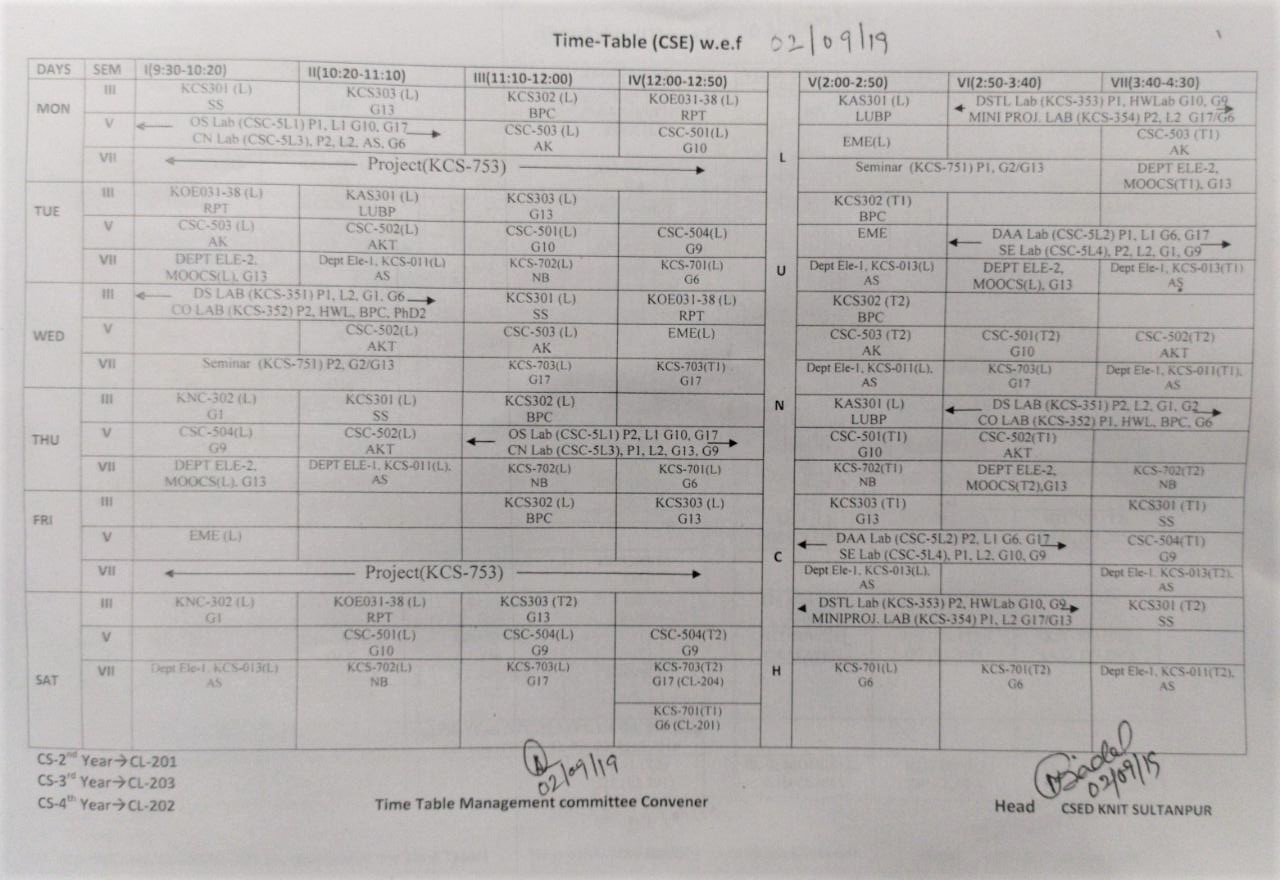 Time-Table (CSE) w.e.f 02/09/19
DAYS SEM I(9:30-10:20) II(10:20-11:10) III(11:10-12:00) IV(12:00-12:50) V(2:00-2:50) VI(2:50-3:40) VII(3:40-4:30)
MON
III KCS301 (L) KCS303 (L) KCS302 (L) KOE031-38 (L) KAS301 (L) DSTL Lab (KCS-353) P1, HWLab G10, G9
SS G13 BPC RPT LUBP MINI PROJ. LAB (KCS-354) P2, L2 G17/G6
V OS Lab (CSC-5L1) P1, L1 G10, G17 CSC-503 (L) CSC-501(L) EME(L) CSC-503 (T1)
CN Lab (CSC-5L3), P2, L2, AS, G6 AK G10 AK
L
VII Project(KCS-753) Seminar (KCS-751) P1, G2/G13 DEPT ELE-2,
MOOCS(T1), G13
TUE
III KOE031-38 (L) KAS301 (L) KCS303 (L) KCS302 (T1)
RPT LUBP G13 BPC
V CSC-503 (L) CSC-502(L) CSC-501(L) CSC-504(L) EME DAA Lab (CSC-5L2) P1, L1 G6, G17
AK AKT G10 G9 SE Lab (CSC-5L4), P2, L2, G1, G9
VII DEPT ELE-2, Dept Ele-1, KCS-011(L) KCS-702(L) KCS-701(L) Dept Ele-1, KCS-013(L) DEPT ELE-2, Dept Ele-1, KCS-013(T1)
MOOCS(L), G13 AS NB G6 AS MOOCS(L), G13 AS
U
WED
III DS LAB (KCS-351) P1, L2, G1, G6 KCS301 (L) KOE031-38 (L) KCS302 (T2)
CO LAB (KCS-352) P2, HWL, BPC, PhD2 SS RPT BPC
V CSC-502(L) CSC-503 (L) EME(L) CSC-503 (T2) CSC-501(T2) CSC-502(T2)
AKT AK AK G10 AKT
VII Seminar (KCS-751) P2, G2/G13 KCS-703(L) KCS-703(T1) Dept Ele-1, KCS-011(L), KCS-703(L) Dept Ele-1, KCS-011(T1),
G17 G17 AS G17 AS
N
THU
III KNC-302 (L) KCS301 (L) KCS302 (L) KAS301 (L) DS LAB (KCS-351) P2, L2, G1, G2
G1 SS BPC LUBP CO LAB (KCS-352) P1, HWL, BPC, G6
V CSC-504(L) CSC-502(L) OS Lab (CSC-5L1) P2, L1 G10, G17 CSC-501(T1) CSC-502(T1)
G9 AKT CN Lab (CSC-5L3), P1, L2, G13, G9 G10 AKT
VII DEPT ELE-2, DEPT ELE-1, KCS-011(L), KCS-702(L) KCS-701(L) KCS-702(T1) DEPT ELE-2, KCS-702(T2)
MOOCS(L), G13 AS NB G6 NB MOOCS(T2),G13 NB
FRI
III KCS302 (L) KCS303 (L) KCS303 (T1) KCS301 (T1)
BPC G13 G13 SS
V EME (L) DAA Lab (CSC-5L2) P2, L1 G6, G17 CSC-504(T1)
SE Lab (CSC-5L4), P1, L2, G10, G9 G9
C
VII Project(KCS-753) Dept Ele-1, KCS-013(L), Dept Ele-1, KCS-013(T2),
AS AS
SAT
III KNC-302 (L) KOE031-38 (L) KCS303 (T2) DSTL Lab (KCS-353) P2, HWLab G10, G9 KCS301 (T2)
G1 RPT G13 MINIPROJ. LAB (KCS-354) P1, L2 G17/G13 SS
V CSC-501(L) CSC-504(L) CSC-504(T2)
G10 G9 G9
VII Dept Ele-1, KCS-013(L) KCS-702(L) KCS-703(L) KCS-703(T2) KCS-701(L) KCS-701(T2) Dept Ele-1, KCS-011(T2),
AS NB G17 G17 (CL-204) G6 G6 AS
H
KCS-701(T1)
G6 (CL-201)
CS-2nd Year→CL-201
CS-3rd Year→CL-203
CS-4th Year→CL-202
02/09/19
02/09/19
Time Table Management committee Convener
Head CSED KNIT SULTANPUR